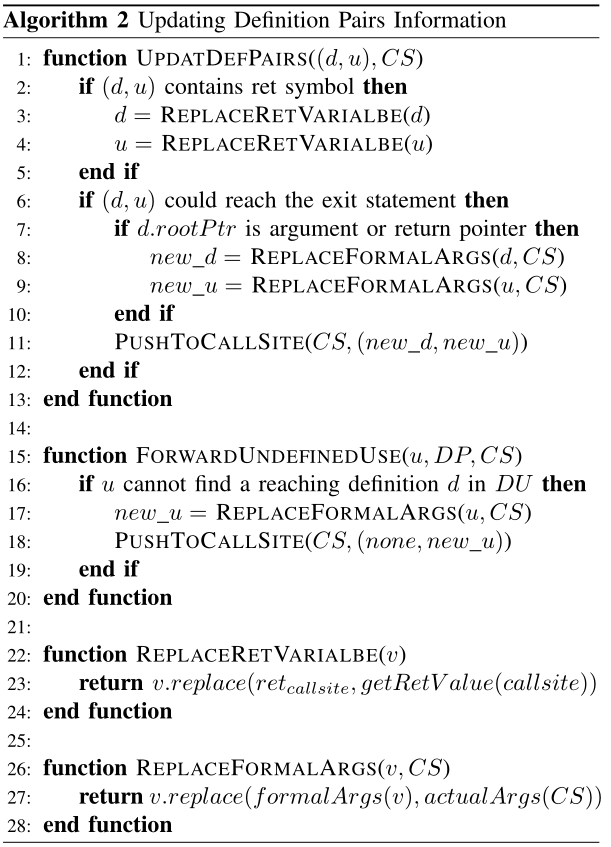 Algorithm 2 Updating Definition Pairs Information
1: function UPDATDEFPAIRS((d, u), CS)
2: if (d, u) contains ret symbol then
3: d = REPLACERETVARIALBE(d)
4: u = REPLACERETVARIALBE(u)
5: end if
6: if (d, u) could reach the exit statement then
7: if d.rootPtr is argument or return pointer then
8: new_d = REPLACEFORMALARGS(d, CS)
9: new_u = REPLACEFORMALARGS(u, CS)
10: end if
11: PUSHTOCALLSITE(CS, (new_d, new_u))
12: end if
13: end function
14:
15: function FORWARDUNDEFINEDUSE(u, DP, CS)
16: if u cannot find a reaching definition d in DU then
17: new_u = REPLACEFORMALARGS(u, CS)
18: PUSHTOCALLSITE(CS, (none, new_u))
19: end if
20: end function
21:
22: function REPLACERETVARIALBE(v)
23: return v.replace(ret_callsite, getRetValue(callsite))
24: end function
25:
26: function REPLACEFORMALARGS(v, CS)
27: return v.replace(formalArgs(v), actualArgs(CS))
28: end function